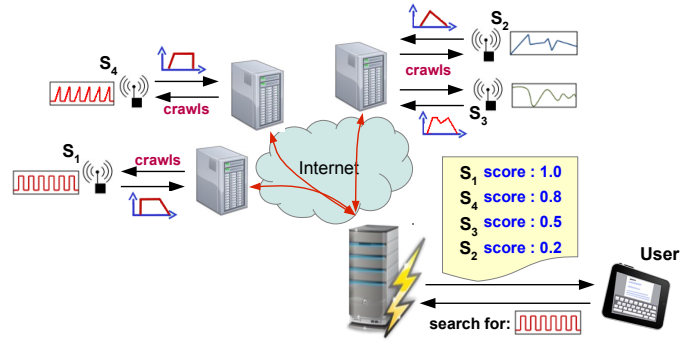 S2
S4
crawls
crawls
S3
S1
crawls
Internet
S1 score : 1.0
S4 score : 0.8
S3 score : 0.5
S2 score : 0.2
User
search for: